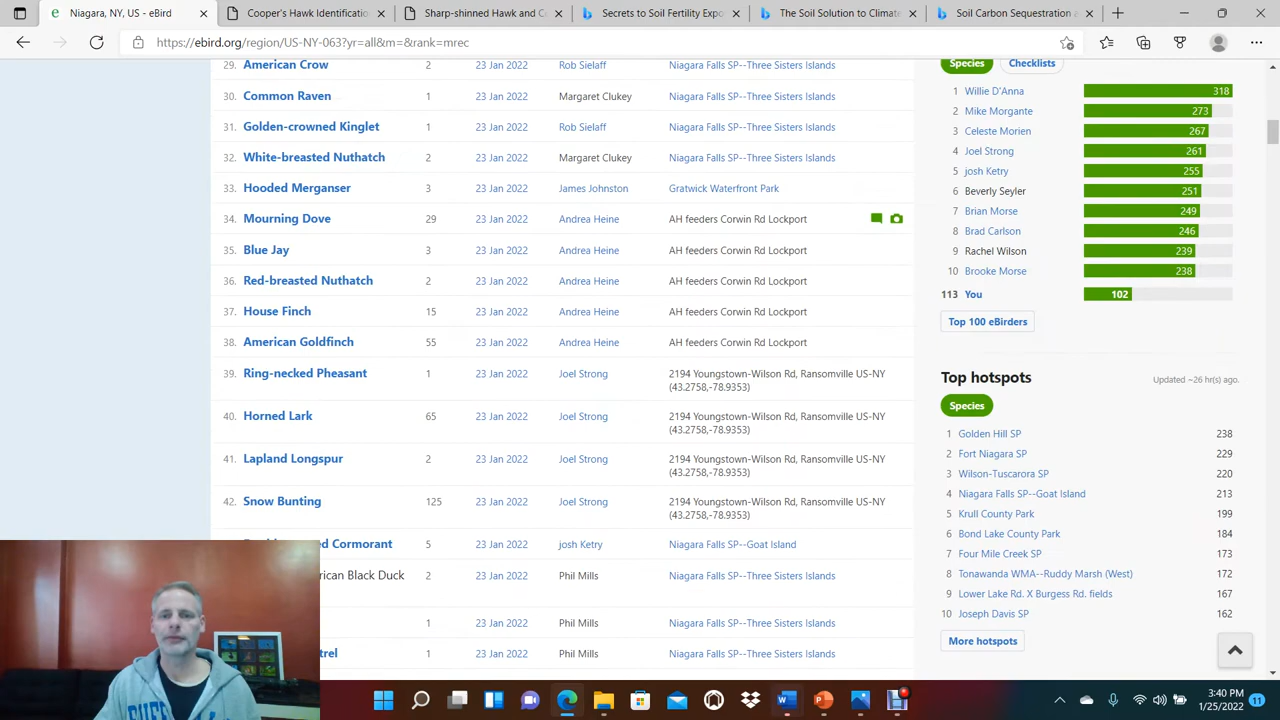 Niagara, NY, US - eBird
Cooper's Hawk Identification
Sharp-shinned Hawk and Co
Secrets to Soil Fertility Expo
The Soil Solution to Climate
Soil Carbon Sequestration
https://ebird.org/region/US-NY-063?yr=all&m=&rank=mrec
29. American Crow 2 23 Jan 2022 Rob Sielaff Niagara Falls SP--Three Sisters Islands
30. Common Raven 1 23 Jan 2022 Margaret Clukey Niagara Falls SP--Three Sisters Islands
31. Golden-crowned Kinglet 1 23 Jan 2022 Rob Sielaff Niagara Falls SP--Three Sisters Islands
32. White-breasted Nuthatch 2 23 Jan 2022 Margaret Clukey Niagara Falls SP--Three Sisters Islands
33. Hooded Merganser 3 23 Jan 2022 James Johnston Gratwick Waterfront Park
34. Mourning Dove 29 23 Jan 2022 Andrea Heine AH feeders Corwin Rd Lockport
35. Blue Jay 3 23 Jan 2022 Andrea Heine AH feeders Corwin Rd Lockport
36. Red-breasted Nuthatch 2 23 Jan 2022 Andrea Heine AH feeders Corwin Rd Lockport
37. House Finch 15 23 Jan 2022 Andrea Heine AH feeders Corwin Rd Lockport
38. American Goldfinch 55 23 Jan 2022 Andrea Heine AH feeders Corwin Rd Lockport
39. Ring-necked Pheasant 1 23 Jan 2022 Joel Strong 2194 Youngstown-Wilson Rd, Ransomville US-NY
(43.2758,-78.9353)
40. Horned Lark 65 23 Jan 2022 Joel Strong 2194 Youngstown-Wilson Rd, Ransomville US-NY
(43.2758,-78.9353)
41. Lapland Longspur 2 23 Jan 2022 Joel Strong 2194 Youngstown-Wilson Rd, Ransomville US-NY
(43.2758,-78.9353)
42. Snow Bunting 125 23 Jan 2022 Joel Strong 2194 Youngstown-Wilson Rd, Ransomville US-NY
(43.2758,-78.9353)
Cormorant 5 23 Jan 2022 josh Ketry Niagara Falls SP--Goat Island
rican Black Duck 2 23 Jan 2022 Phil Mills Niagara Falls SP--Three Sisters Islands
1 23 Jan 2022 Phil Mills Niagara Falls SP--Three Sisters Islands
trel 1 23 Jan 2022 Phil Mills Niagara Falls SP--Three Sisters Islands
Species Checklists
1 Willie D'Anna 318
2 Mike Morgante 273
3 Celeste Morien 267
4 Joel Strong 261
5 josh Ketry 255
6 Beverly Seyler 251
7 Brian Morse 249
8 Brad Carlson 246
9 Rachel Wilson 239
10 Brooke Morse 238
113 You 102
Top 100 eBirders
Top hotspots Updated ~26 hr(s) ago.
Species
1 Golden Hill SP 238
2 Fort Niagara SP 229
3 Wilson-Tuscarora SP 220
4 Niagara Falls SP--Goat Island 213
5 Krull County Park 199
6 Bond Lake County Park 184
7 Four Mile Creek SP 173
8 Tonawanda WMA--Ruddy Marsh (West) 172
9 Lower Lake Rd. X Burgess Rd. fields 167
10 Joseph Davis SP 162
More hotspots
3:40 PM
1/25/2022